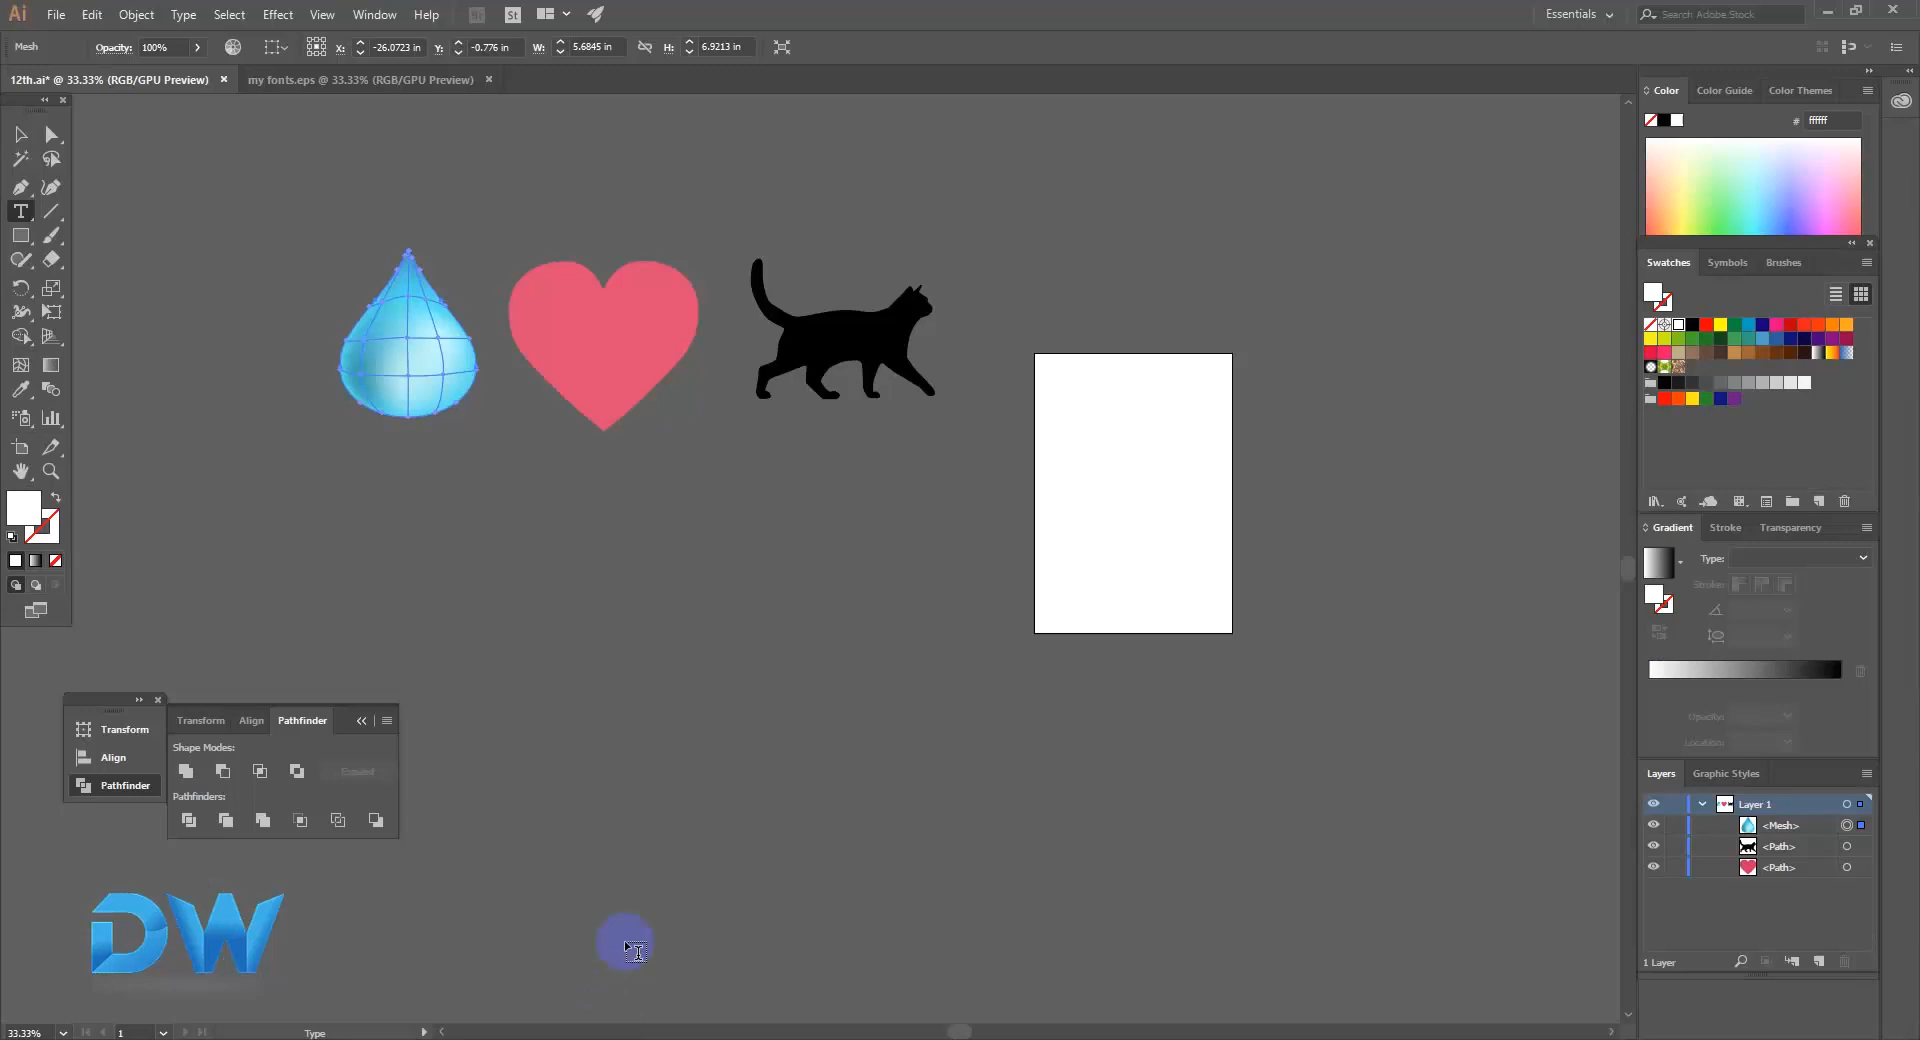 Ai File Edit Object Type Select Effect View Window Help Br St Essentials Search Adobe Stock
Mesh Opacity: 100% X: -26.0723 in Y: -0.776 in W: 5.6845 in H: 6.9213 in
12th.ai* @ 33.33% (RGB/GPU Preview) my fonts.eps @ 33.33% (RGB/GPU Preview)
Color Color Guide Color Themes
# ffffff
Swatches Symbols Brushes
Gradient Stroke Transparency
Type:
Stroke:
Opacity:
Location:
Transform
Align
Pathfinder
Transform Align Pathfinder
Shape Modes:
Expand
Pathfinders:
Layers Graphic Styles
Layer 1
<Mesh>
<Path>
<Path>
1 Layer
DW
33.33% 1 Type